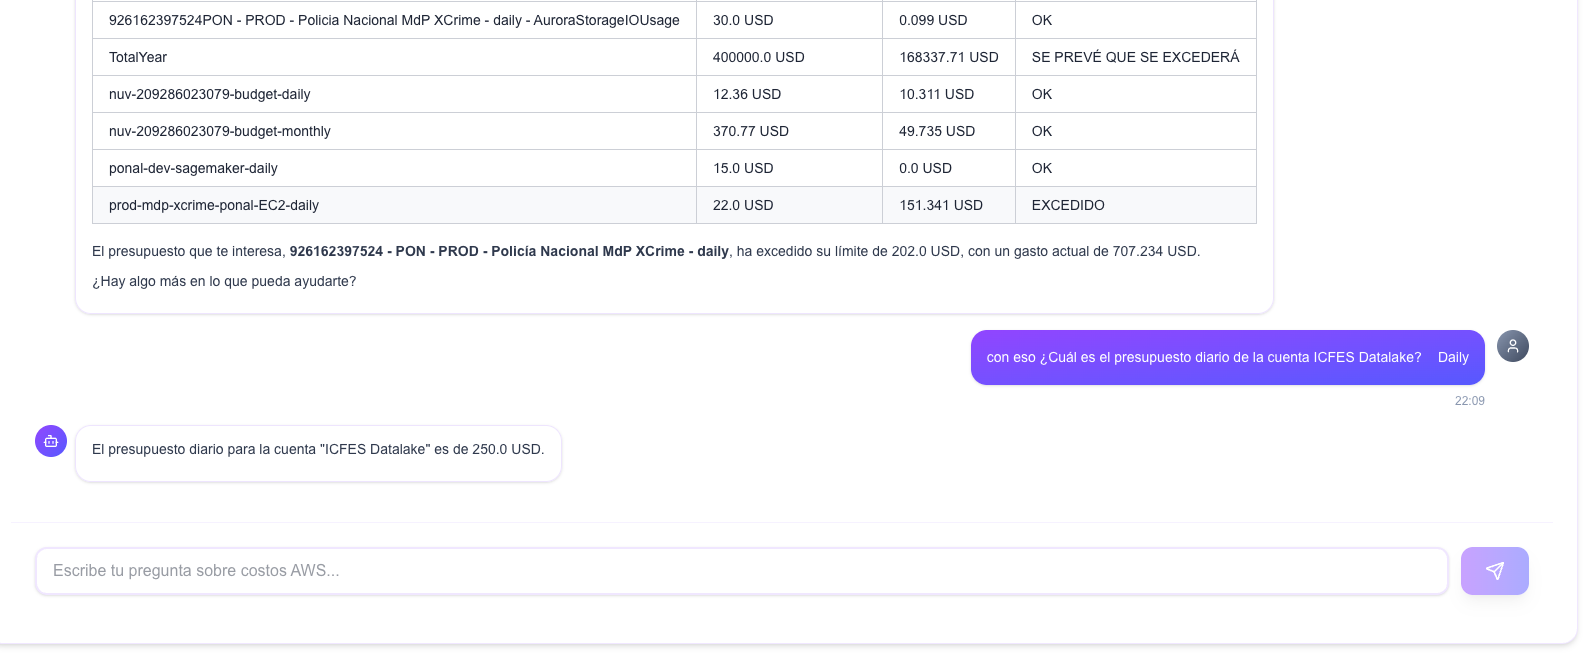 926162397524PON - PROD - Policia Nacional MdP XCrime - daily - AuroraStorageIOUsage 30.0 USD 0.099 USD OK
TotalYear 400000.0 USD 168337.71 USD SE PREVÉ QUE SE EXCEDERÁ
nuv-209286023079-budget-daily 12.36 USD 10.311 USD OK
nuv-209286023079-budget-monthly 370.77 USD 49.735 USD OK
ponal-dev-sagemaker-daily 15.0 USD 0.0 USD OK
prod-mdp-xcrime-ponal-EC2-daily 22.0 USD 151.341 USD EXCEDIDO
El presupuesto que te interesa, 926162397524 - PON - PROD - Policía Nacional MdP XCrime - daily, ha excedido su límite de 202.0 USD, con un gasto actual de 707.234 USD.
¿Hay algo más en lo que pueda ayudarte?
con eso ¿Cuál es el presupuesto diario de la cuenta ICFES Datalake? Daily
22:09
El presupuesto diario para la cuenta "ICFES Datalake" es de 250.0 USD.
Escribe tu pregunta sobre costos AWS...